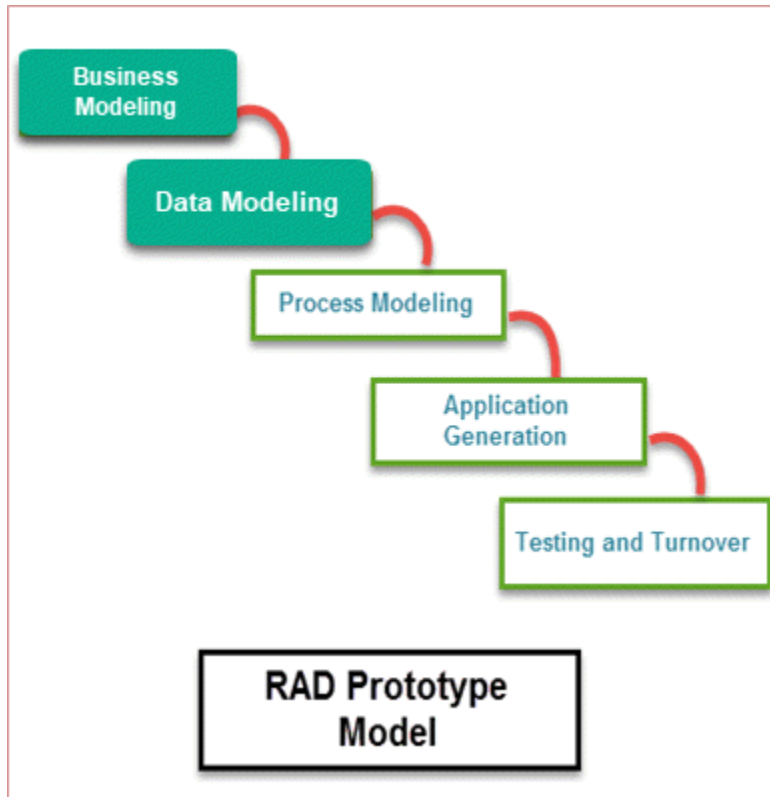 Business
Modeling
Data Modeling
Process Modeling
Application
Generation
Testing and Turnover
RAD Prototype
Model